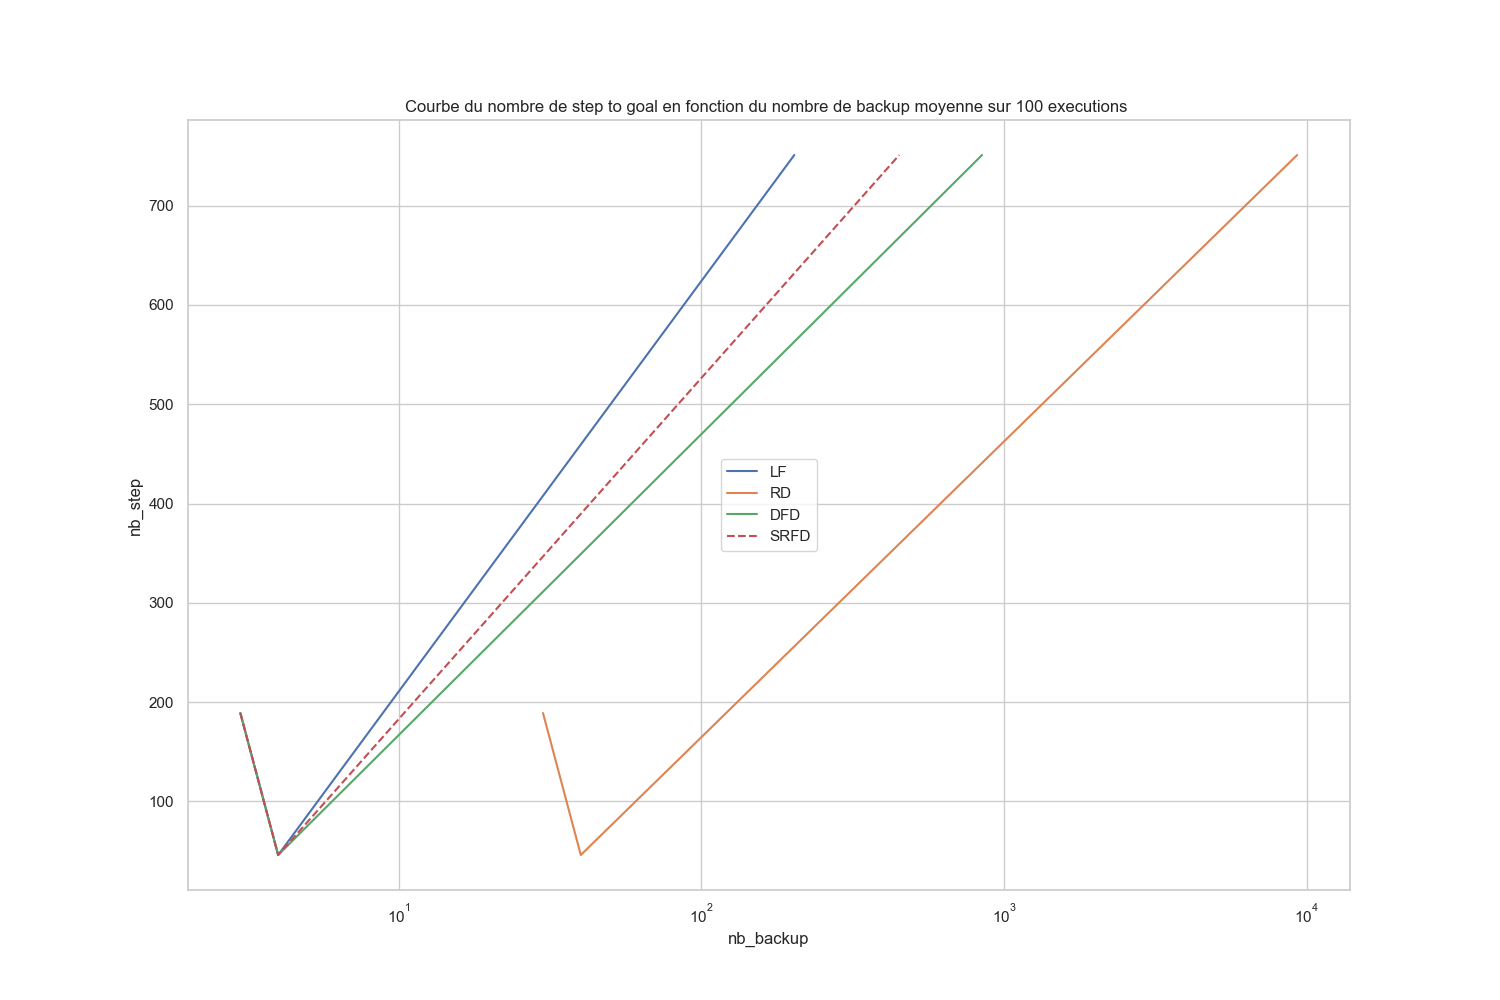 Courbe du nombre de step to goal en fonction du nombre de backup moyenne sur 100 executions
700
600
500
400
300
200
100
nb_step
LF
RD
DFD
SRFD
10^1
10^2
10^3
10^4
nb_backup